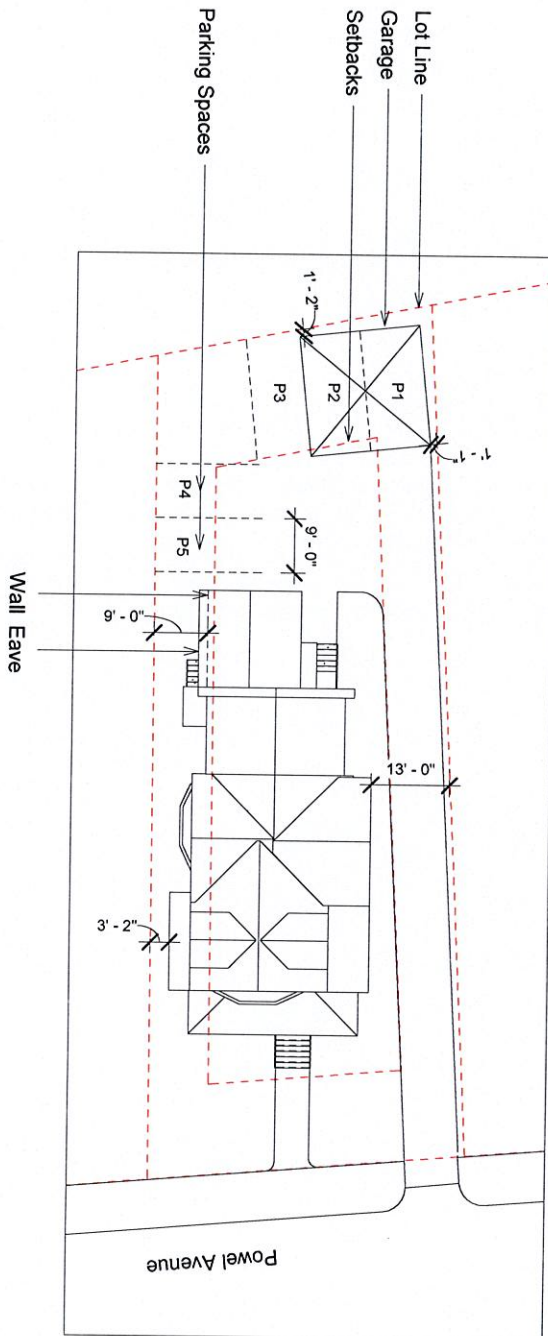 Lot Line
Garage
Setbacks
Parking Spaces
1' - 2"
P1
P2
P3
1' - 1"
P4
P5
9' - 0"
9' - 0"
Wall Eave
13' - 0"
3' - 2"
Powel Avenue